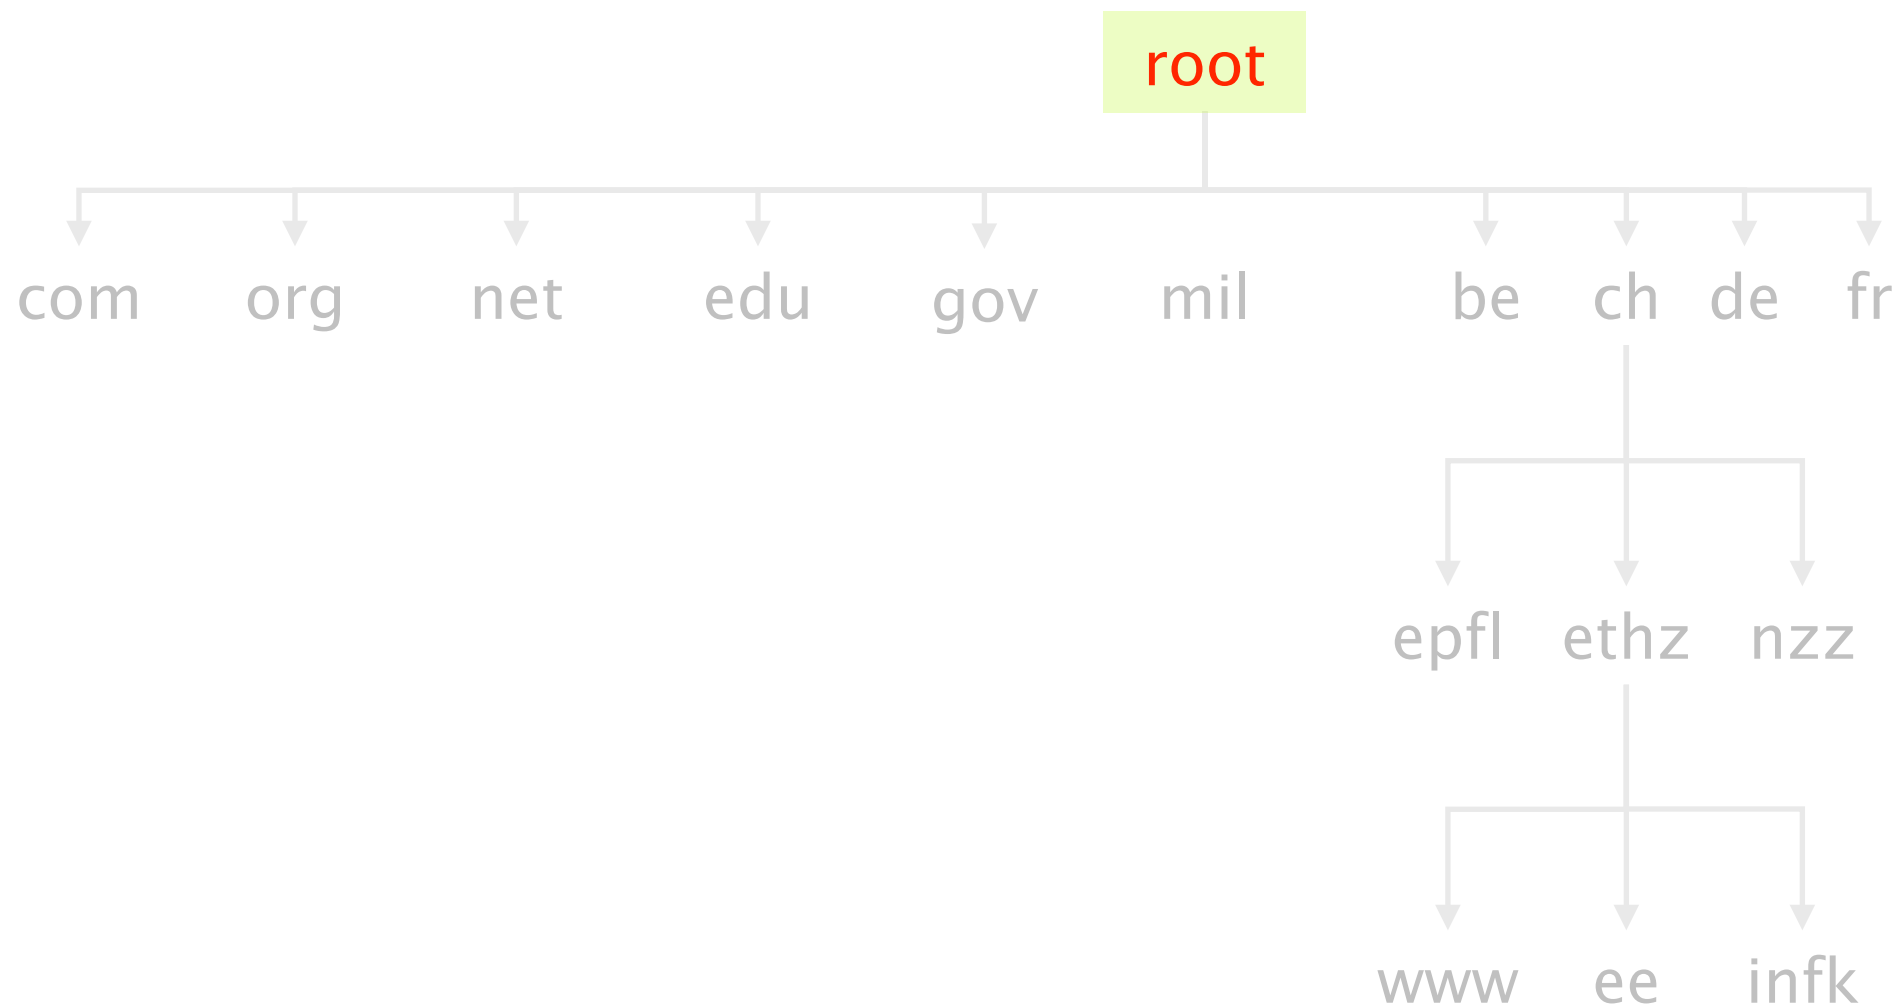 root
com org net edu gov mil be ch de fr
epfl ethz nzz
www ee infk